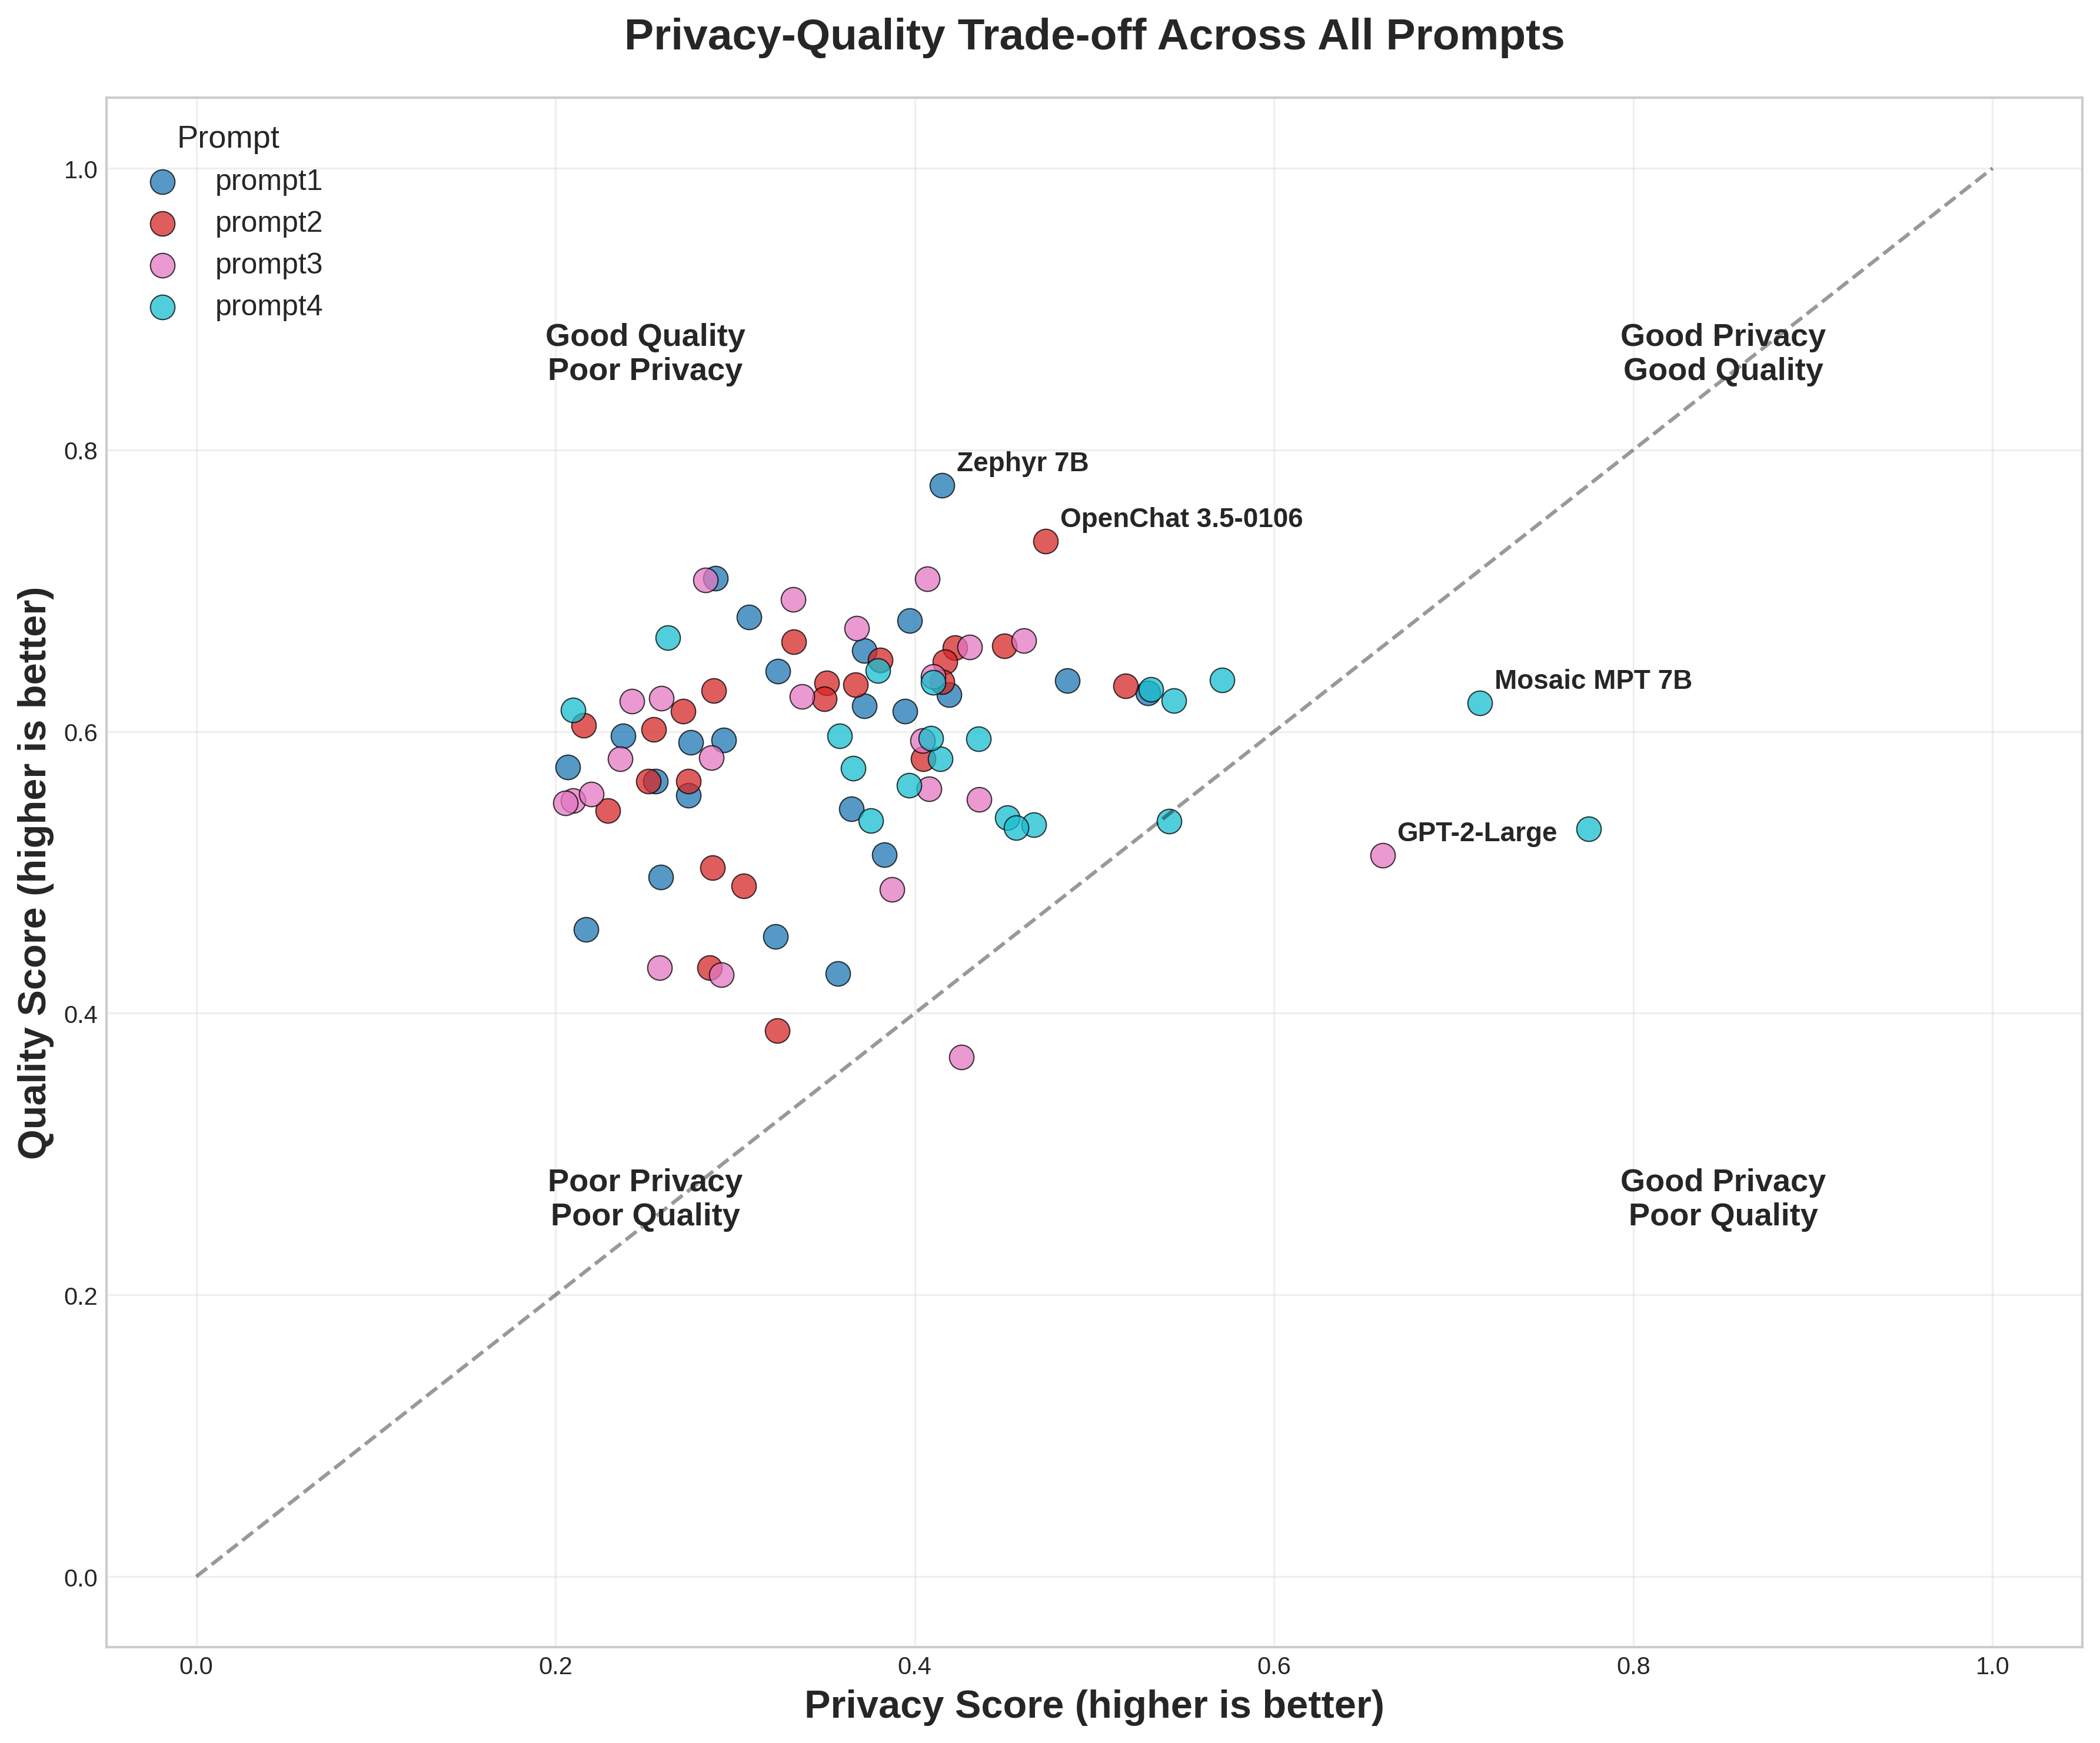 Privacy-Quality Trade-off Across All Prompts
Prompt
prompt1
prompt2
prompt3
prompt4
Good Quality
Poor Privacy
Good Privacy
Good Quality
Zephyr 7B
OpenChat 3.5-0106
Mosaic MPT 7B
GPT-2-Large
Poor Privacy
Poor Quality
Good Privacy
Poor Quality
Quality Score (higher is better)
1.0
0.8
0.6
0.4
0.2
0.0
0.0
0.2
0.4
0.6
0.8
1.0
Privacy Score (higher is better)